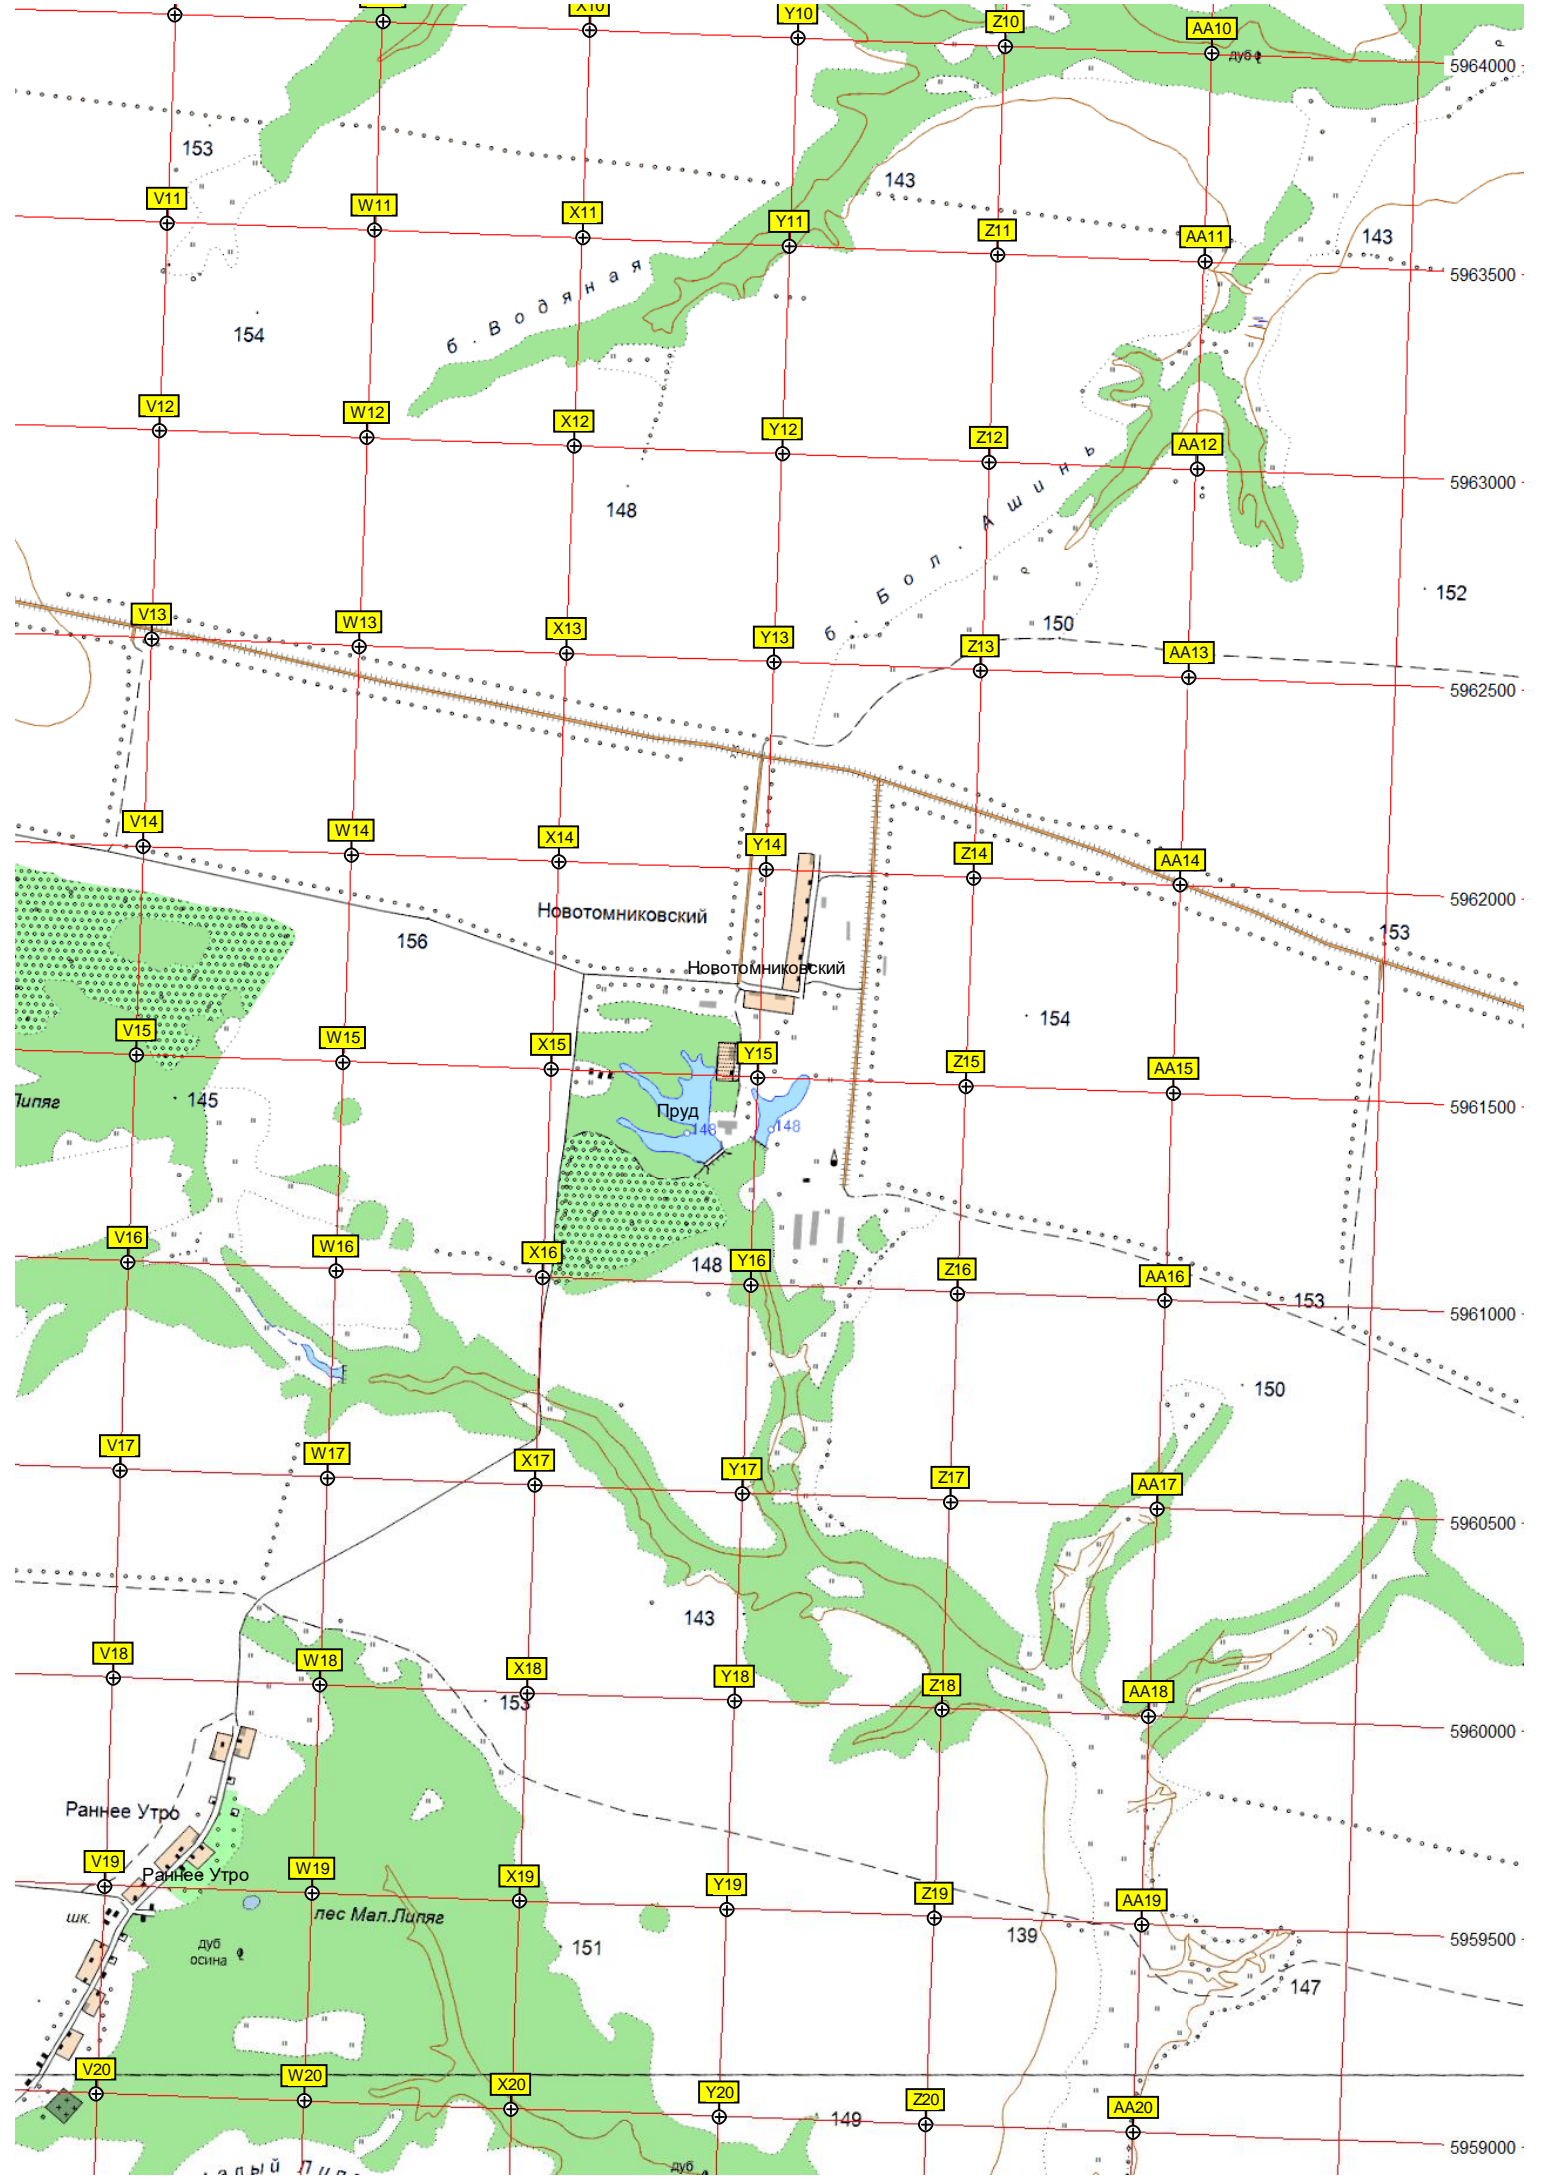 X10
Y10
Z10
AA10
дуб
5964000
153
143
V11
W11
X11
Y11
Z11
AA11
143
5963500
б. Водяная
154
V12
W12
X12
Y12
Z12
AA12
5963000
148
б. Бол. Ашинь
152
150
V13
W13
X13
Y13
Z13
AA13
5962500
V14
W14
X14
Y14
Z14
AA14
5962000
Новотомниковский
156
153
Новотомниковский
154
V15
W15
X15
Y15
Z15
AA15
5961500
Липяг
145
Пруд
148
148
V16
W16
X16
148
Y16
Z16
AA16
153
5961000
150
V17
W17
X17
Y17
Z17
AA17
5960500
143
V18
W18
X18
Y18
Z18
AA18
153
5960000
Раннее Утро
V19
Раннее Утро
W19
X19
Y19
Z19
AA19
шк.
лес Мал.Липяг
139
5959500
дуб
осина
151
147
V20
W20
X20
Y20
Z20
AA20
149
5959000
дуб